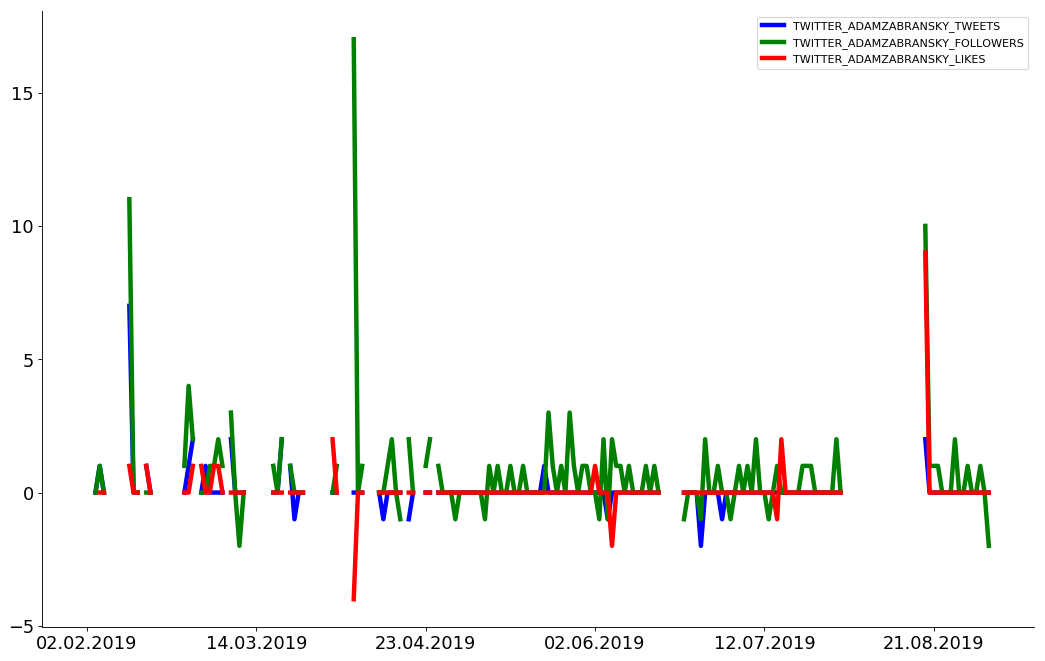 TWITTER_ADAMZABRANSKY_TWEETS
TWITTER_ADAMZABRANSKY_FOLLOWERS
TWITTER_ADAMZABRANSKY_LIKES
15
10
5
0
−5
02.02.2019 14.03.2019 23.04.2019 02.06.2019 12.07.2019 21.08.2019